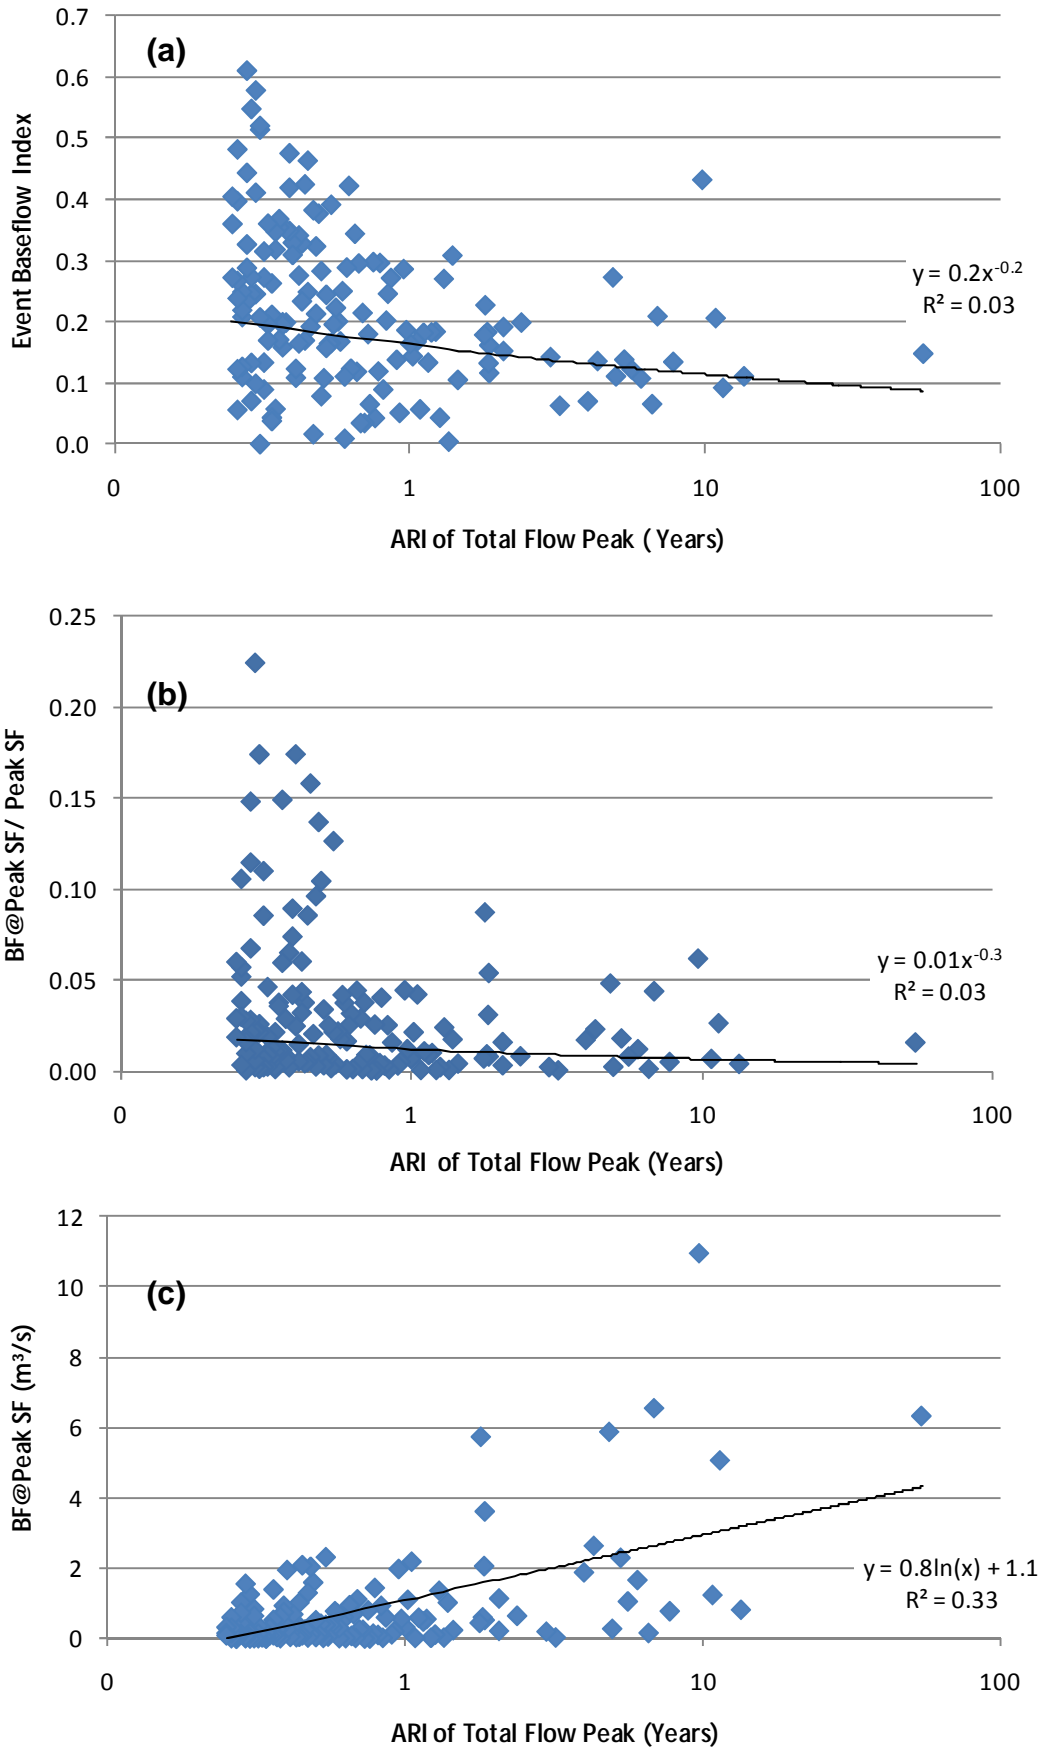 (a)
Event Baseflow Index
0.7
0.6
0.5
0.4
0.3
0.2
0.1
0.0
y = 0.2x⁻⁰·²
R² = 0.03
0 1 10 100
ARI of Total Flow Peak ( Years)
(b)
BF@Peak SF/ Peak SF
0.25
0.20
0.15
0.10
0.05
0.00
y = 0.01x⁻⁰·³
R² = 0.03
0 1 10 100
ARI of Total Flow Peak (Years)
(c)
BF@Peak SF (m³/s)
12
10
8
6
4
2
0
y = 0.8ln(x) + 1.1
R² = 0.33
0 1 10 100
ARI of Total Flow Peak (Years)